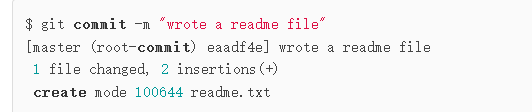 $ git commit -m "wrote a readme file"
[master (root-commit) eaadf4e] wrote a readme file
1 file changed, 2 insertions(+)
create mode 100644 readme.txt